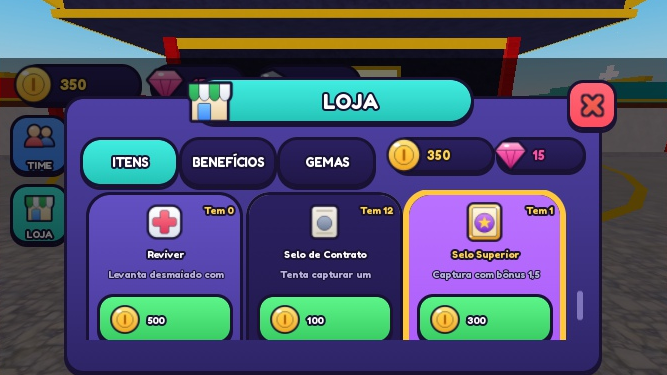 350
LOJA
TIME
LOJA
ITENS
BENEFÍCIOS
GEMAS
350
15
Tem 0
Reviver
Levanta desmaiado com
500
Tem 12
Selo de Contrato
Tenta capturar um
100
Tem 1
Selo Superior
Captura com bônus 1,5
300